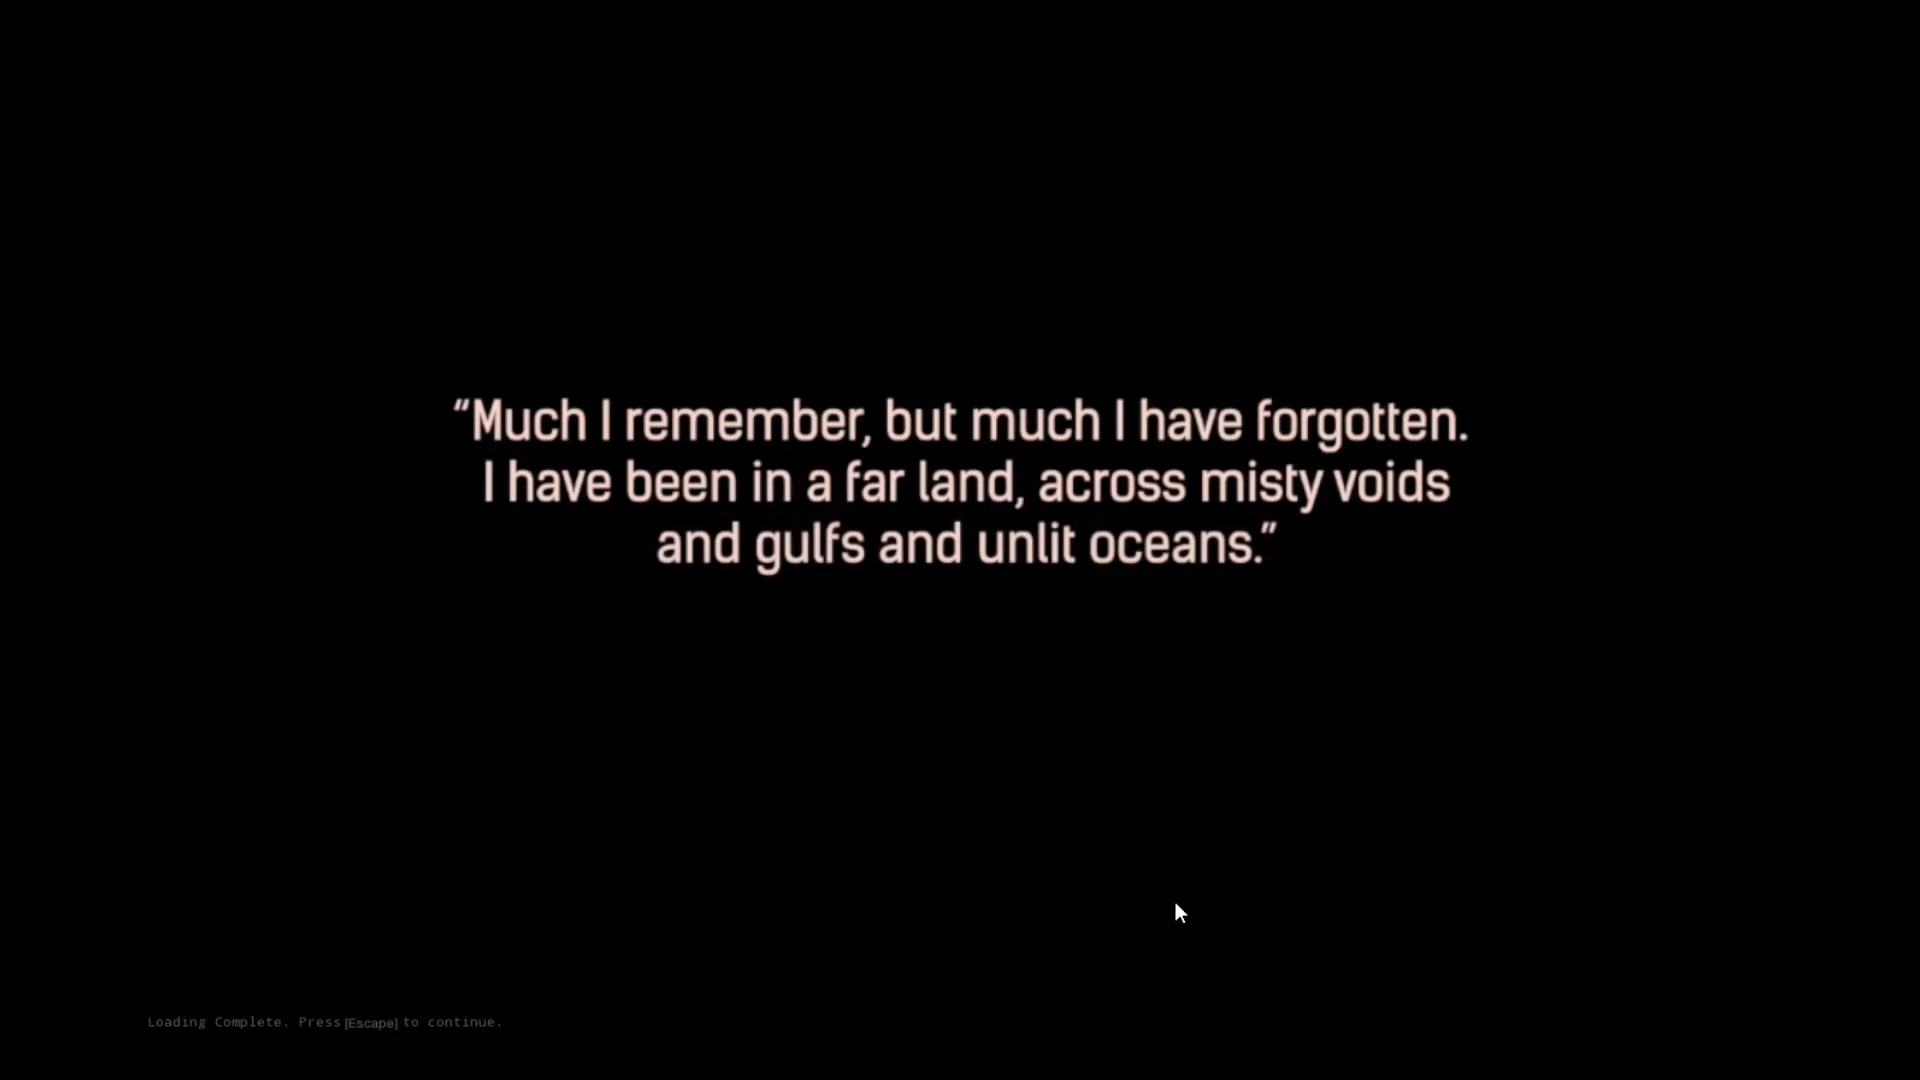 “Much I remember, but much I have forgotten.
I have been in a far land, across misty voids
and gulfs and unlit oceans.”
Loading Complete. Press [Escape] to continue.